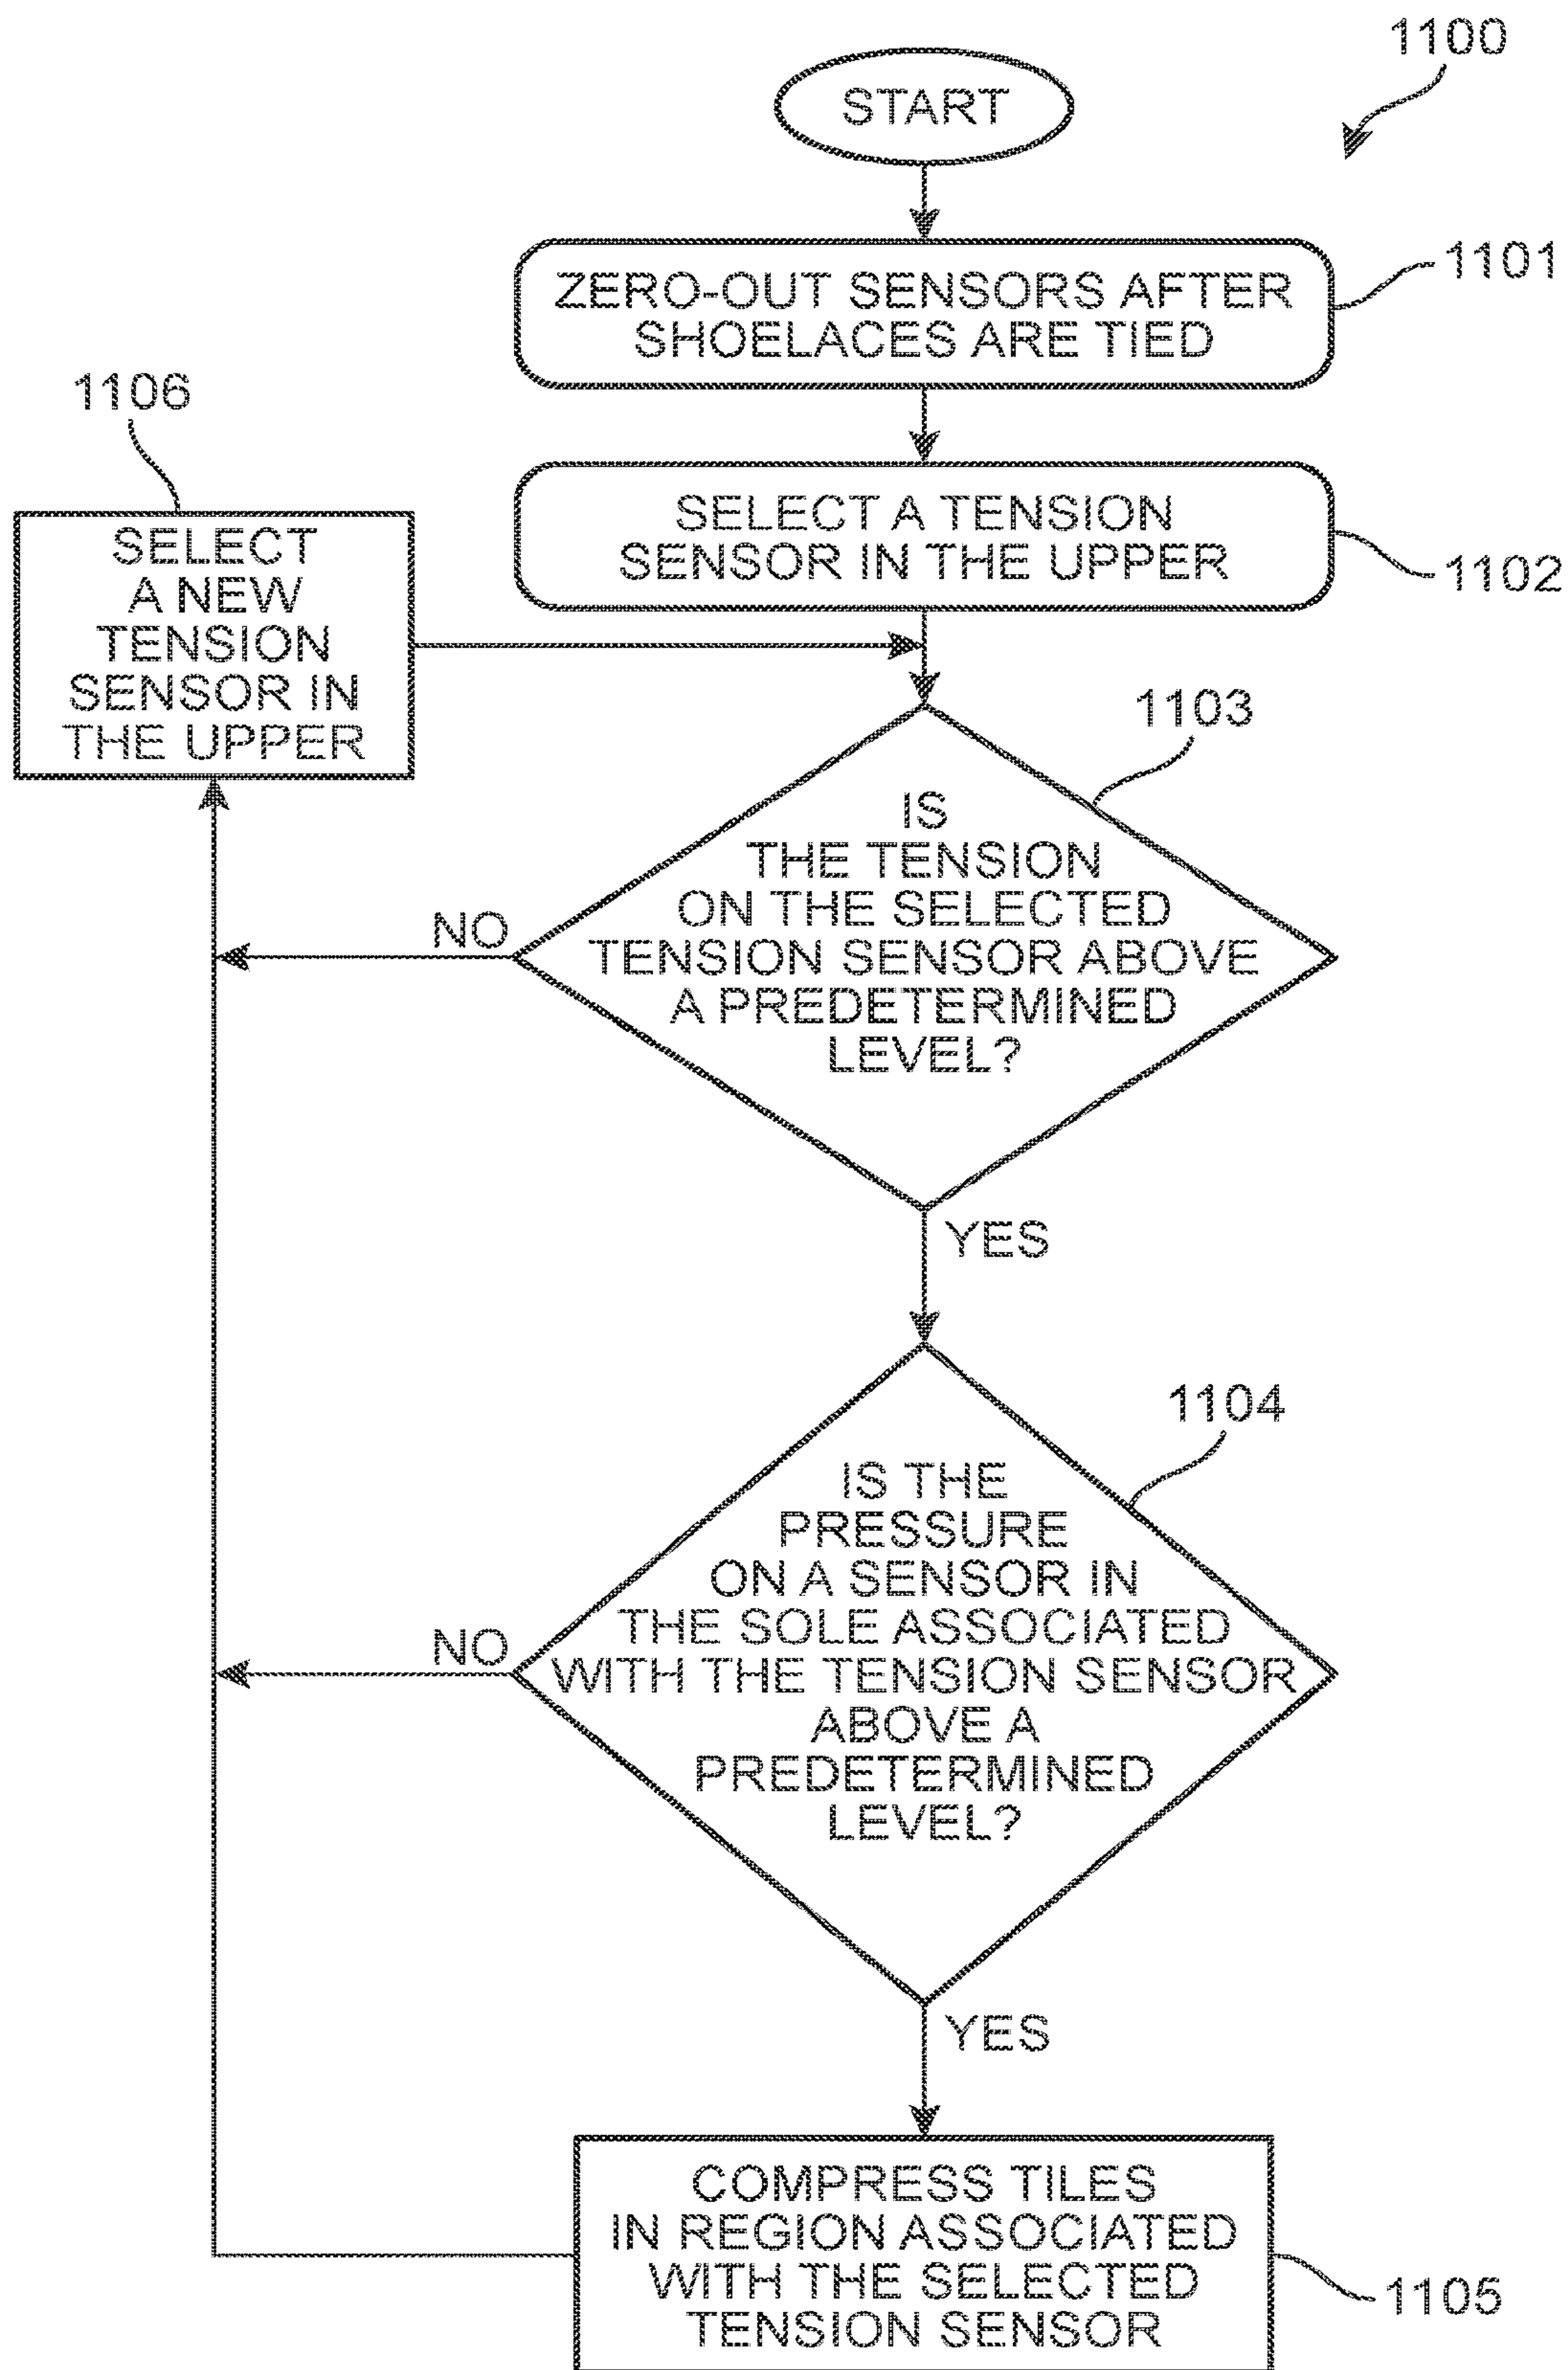 1100
START
ZERO-OUT SENSORS AFTER
SHOELACES ARE TIED
1101
SELECT A TENSION
SENSOR IN THE UPPER
1102
1106
SELECT
A NEW
TENSION
SENSOR IN
THE UPPER
1103
IS
THE TENSION
ON THE SELECTED
TENSION SENSOR ABOVE
A PREDETERMINED
LEVEL?
NO
YES
1104
IS THE
PRESSURE
ON A SENSOR IN
THE SOLE ASSOCIATED
WITH THE TENSION SENSOR
ABOVE A
PREDETERMINED
LEVEL?
NO
YES
COMPRESS TILES
IN REGION ASSOCIATED
WITH THE SELECTED
TENSION SENSOR
1105